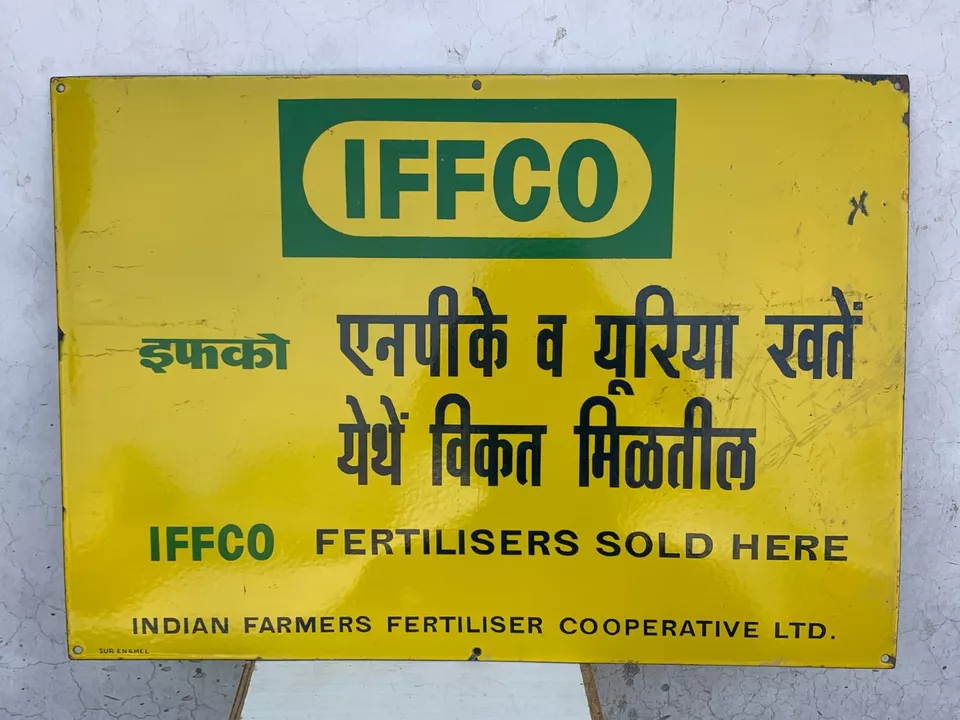 IFFCO
इफको एनपीके व यूरिया खतें
येथें विकत मिळतील
IFFCO FERTILISERS SOLD HERE
INDIAN FARMERS FERTILISER COOPERATIVE LTD.
SUR ENAMEL